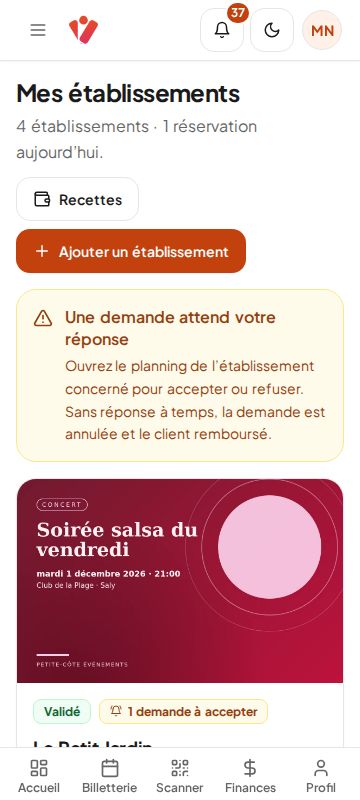 37
MN
Mes établissements
4 établissements · 1 réservation
aujourd'hui.
Recettes
Ajouter un établissement
Une demande attend votre
réponse
Ouvrez le planning de l'établissement
concerné pour accepter ou refuser.
Sans réponse à temps, la demande est
annulée et le client remboursé.
CONCERT
Soirée salsa du
vendredi
mardi 1 décembre 2026 · 21:00
Club de la Plage · Saly
PETITE-CÔTE ÉVÉNEMENTS
Validé
1 demande à accepter
Le Petit Jardin
Accueil
Billetterie
Scanner
Finances
Profil